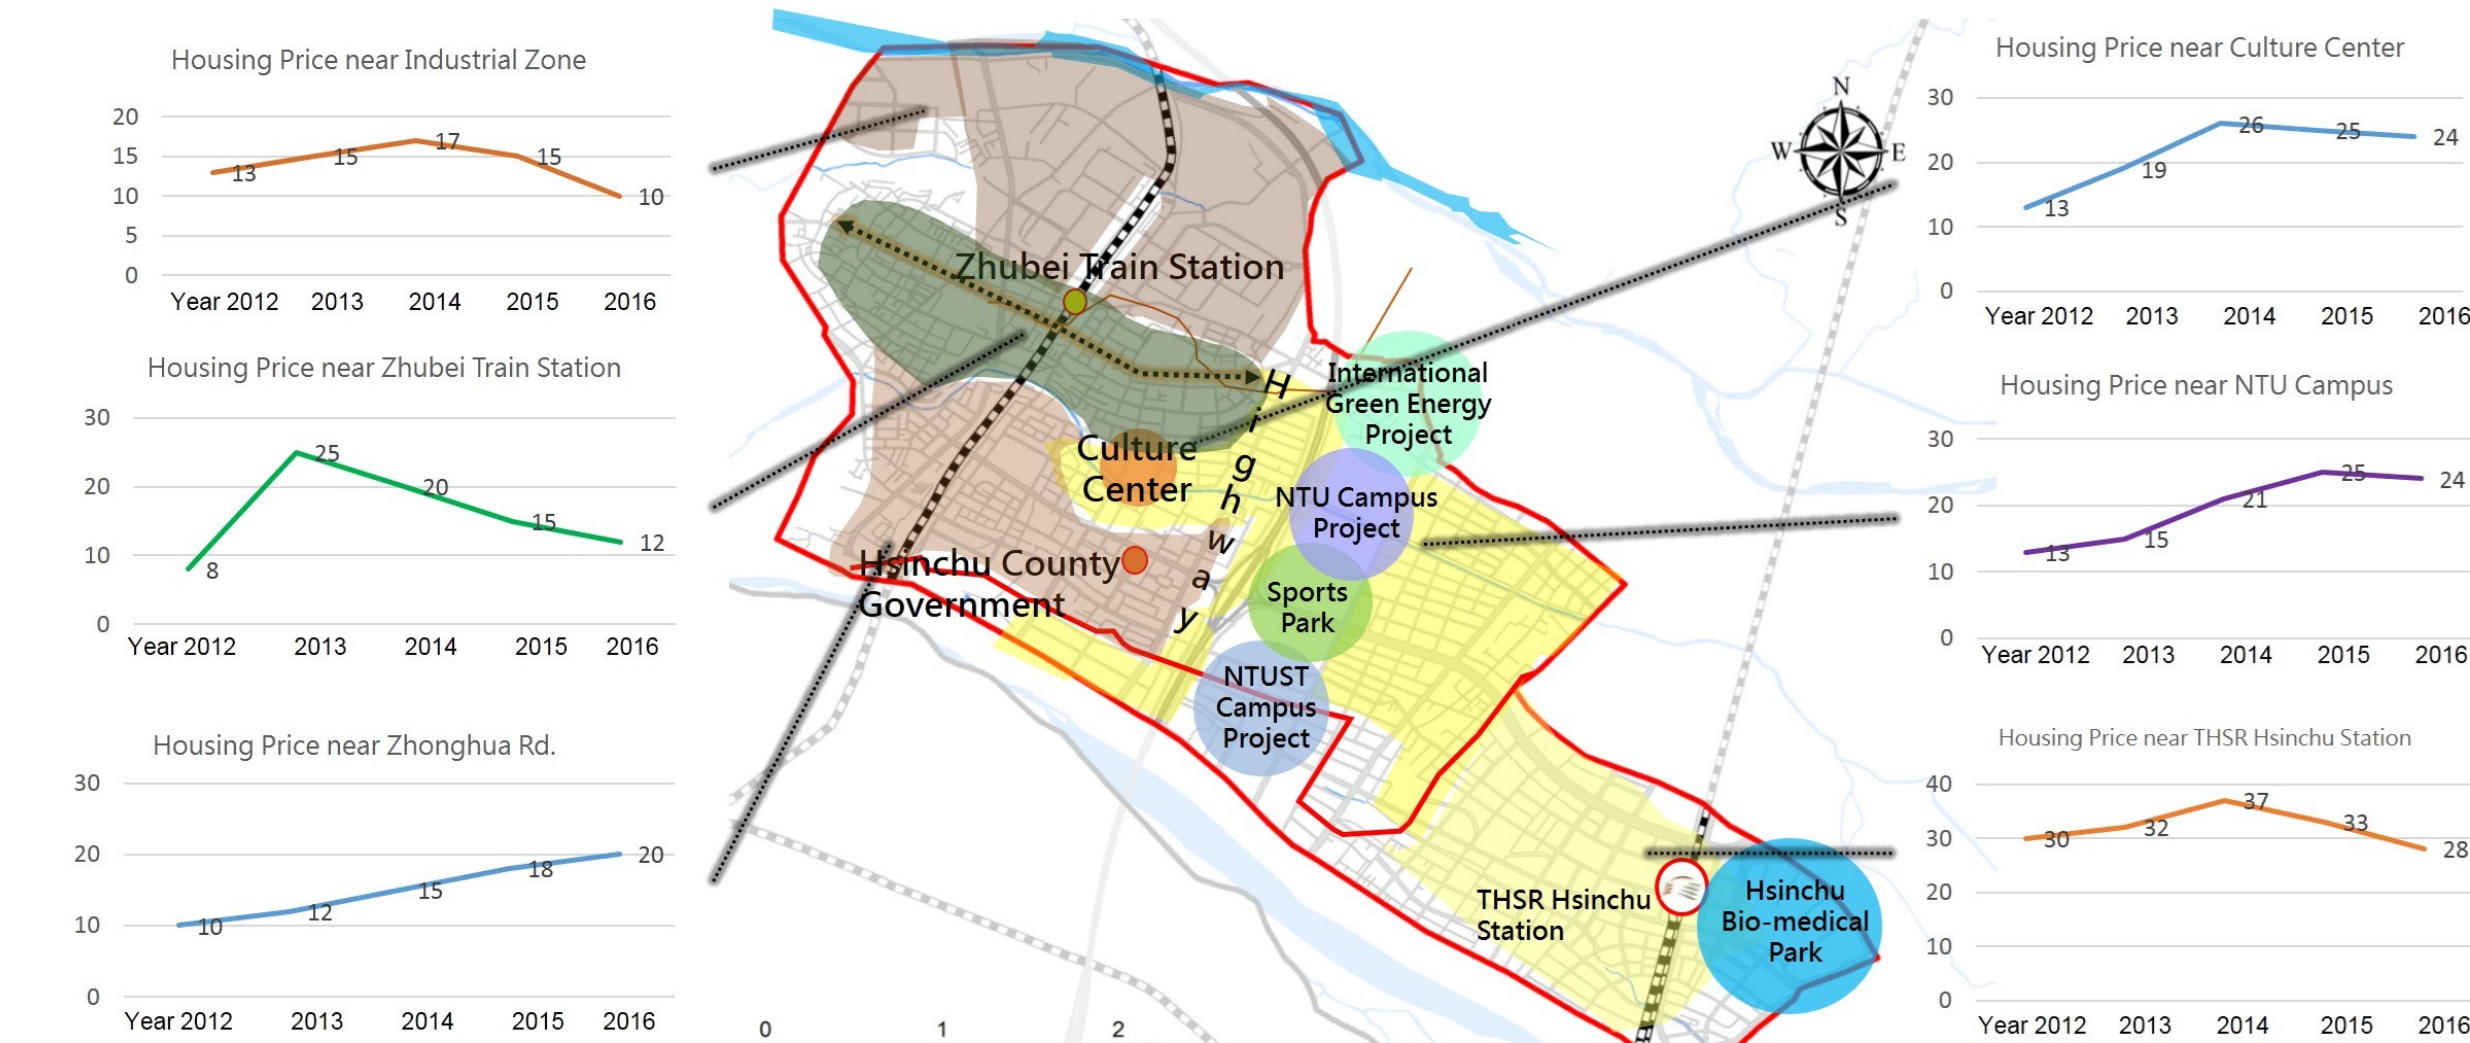 Housing Price near Industrial Zone
20
15
10
5
0
13
15
17
15
10
Year 2012 2013 2014 2015 2016
Housing Price near Zhubei Train Station
30
20
10
0
8
25
20
15
12
Year 2012 2013 2014 2015 2016
Housing Price near Zhonghua Rd.
30
20
10
0
10
12
15
18
20
Year 2012 2013 2014 2015 2016
Zhubei Train Station
Culture
Center
Hsinchu County
Government
Highway
International
Green Energy
Project
NTU Campus
Project
Sports
Park
NTUST
Campus
Project
THSR Hsinchu
Station
Hsinchu
Bio-medical
Park
N
W E
S
0 1 2
Housing Price near Culture Center
30
20
10
0
13
19
26
25
24
Year 2012 2013 2014 2015 2016
Housing Price near NTU Campus
30
20
10
0
13
15
21
25
24
Year 2012 2013 2014 2015 2016
Housing Price near THSR Hsinchu Station
40
30
20
10
0
30
32
37
33
28
Year 2012 2013 2014 2015 2016